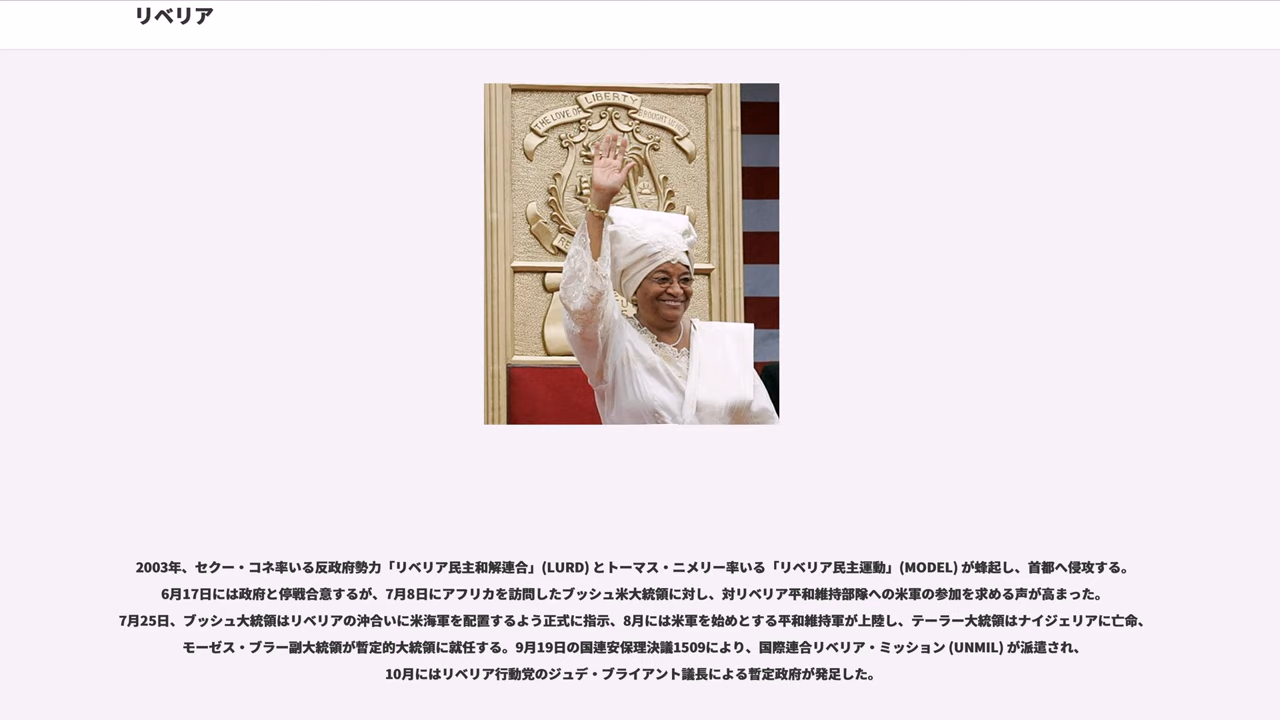 リベリア
THE LOVE OF LIBERTY BROUGHT US HERE
2003年、セクー・コネ率いる反政府勢力「リベリア民主和解連合」(LURD) とトーマス・ニメリー率いる「リベリア民主運動」(MODEL) が蜂起し、首都へ侵攻する。
6月17日には政府と停戦合意するが、7月8日にアフリカを訪問したブッシュ米大統領に対し、対リベリア平和維持部隊への米軍の参加を求める声が高まった。
7月25日、ブッシュ大統領はリベリアの沖合いに米海軍を配置するよう正式に指示、8月には米軍を始めとする平和維持軍が上陸し、テーラー大統領はナイジェリアに亡命、
モーゼス・ブラー副大統領が暫定的大統領に就任する。9月19日の国連安保理決議1509により、国際連合リベリア・ミッション (UNMIL) が派遣され、
10月にはリベリア行動党のジュデ・ブライアント議長による暫定政府が発足した。